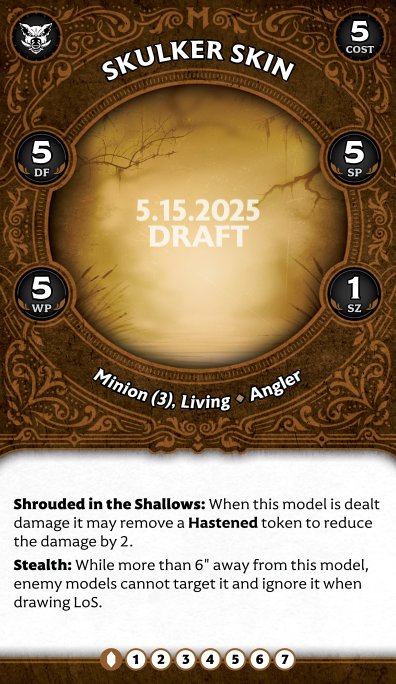 SKULKER SKIN
5
COST
5
DF
5
SP
5.15.2025
DRAFT
5
WP
1
SZ
Minion (3), Living ◆ Angler
Shrouded in the Shallows: When this model is dealt
damage it may remove a Hastened token to reduce
the damage by 2.
Stealth: While more than 6" away from this model,
enemy models cannot target it and ignore it when
drawing LoS.
1 2 3 4 5 6 7